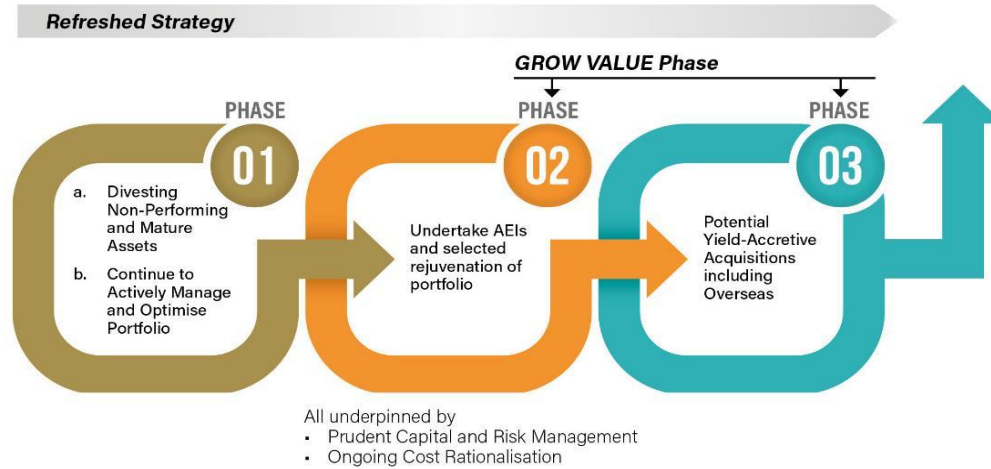 Refreshed Strategy
GROW VALUE Phase
PHASE
01
a. Divesting
Non-Performing
and Mature
Assets
b. Continue to
Actively Manage
and Optimise
Portfolio
PHASE
02
Undertake AEIs
and selected
rejuvenation of
portfolio
PHASE
03
Potential
Yield-Accretive
Acquisitions
including
Overseas
All underpinned by
▪ Prudent Capital and Risk Management
▪ Ongoing Cost Rationalisation